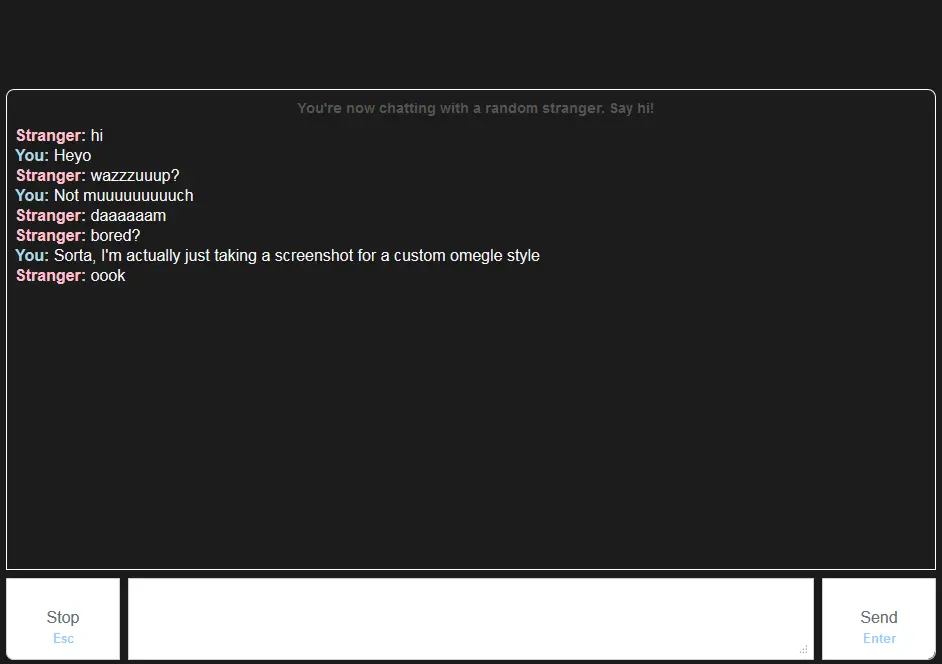 You're now chatting with a random stranger. Say hi!
Stranger: hi
You: Heyo
Stranger: wazzzuuup?
You: Not muuuuuuuuuch
Stranger: daaaaaam
Stranger: bored?
You: Sorta, I'm actually just taking a screenshot for a custom omegle style
Stranger: oook
Stop
Esc
Send
Enter